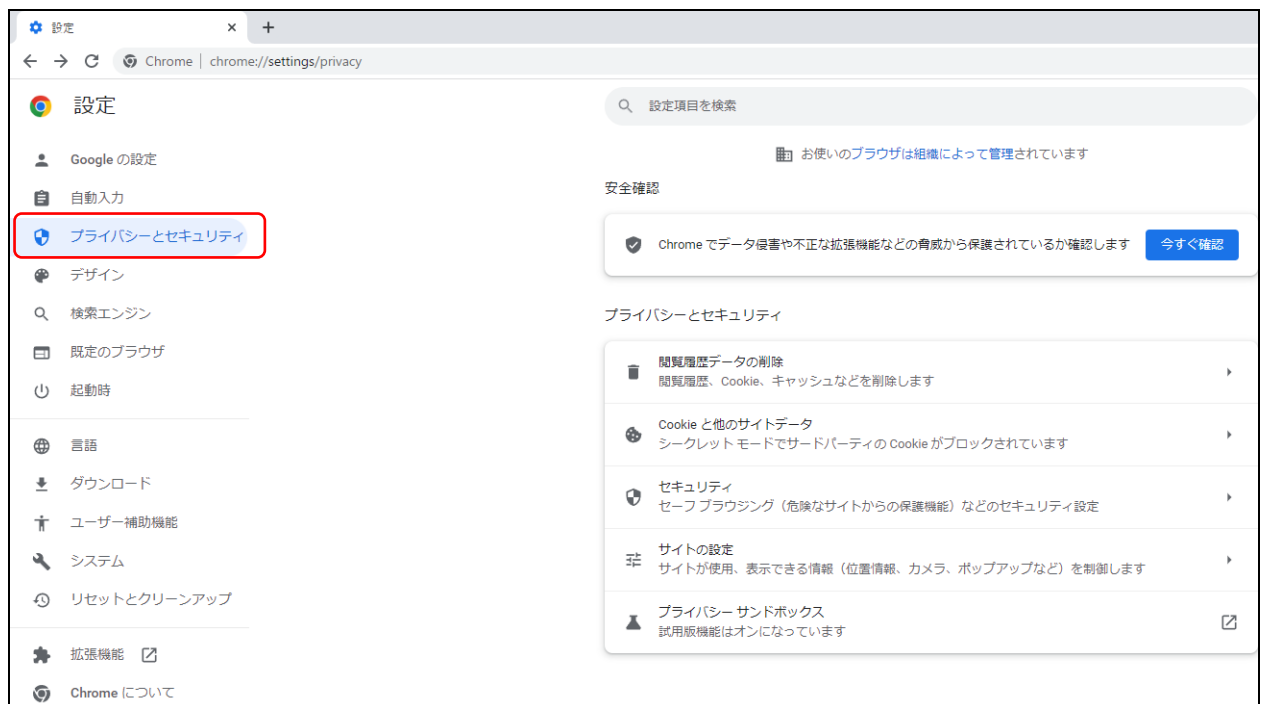 設定
Chrome | chrome://settings/privacy
設定
設定項目を検索
Google の設定
自動入力
プライバシーとセキュリティ
デザイン
検索エンジン
既定のブラウザ
起動時
言語
ダウンロード
ユーザー補助機能
システム
リセットとクリーンアップ
拡張機能
Chrome について
お使いのブラウザは組織によって管理されています
安全確認
Chrome でデータ侵害や不正な拡張機能などの脅威から保護されているか確認します
今すぐ確認
プライバシーとセキュリティ
閲覧履歴データの削除
閲覧履歴、Cookie、キャッシュなどを削除します
Cookie と他のサイトデータ
シークレット モードでサードパーティの Cookie がブロックされています
セキュリティ
セーフ ブラウジング（危険なサイトからの保護機能）などのセキュリティ設定
サイトの設定
サイトが使用、表示できる情報（位置情報、カメラ、ポップアップなど）を制御します
プライバシー サンドボックス
試用版機能はオンになっています